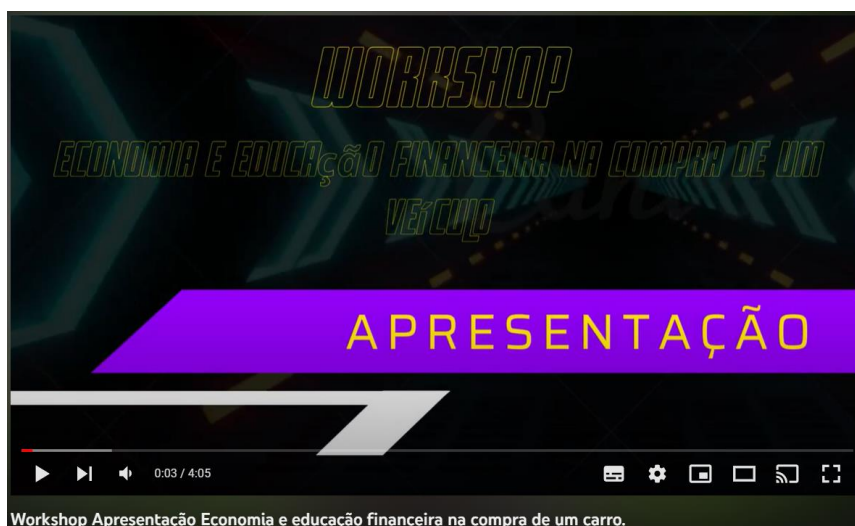 WORKSHOP
ECONOMIA E EDUCAçãO FINANCEIRA NA COMPRA DE UM
VEíCULO
APRESENTAÇÃO
0:03 / 4:05
Workshop Apresentação Economia e educação financeira na compra de um carro.